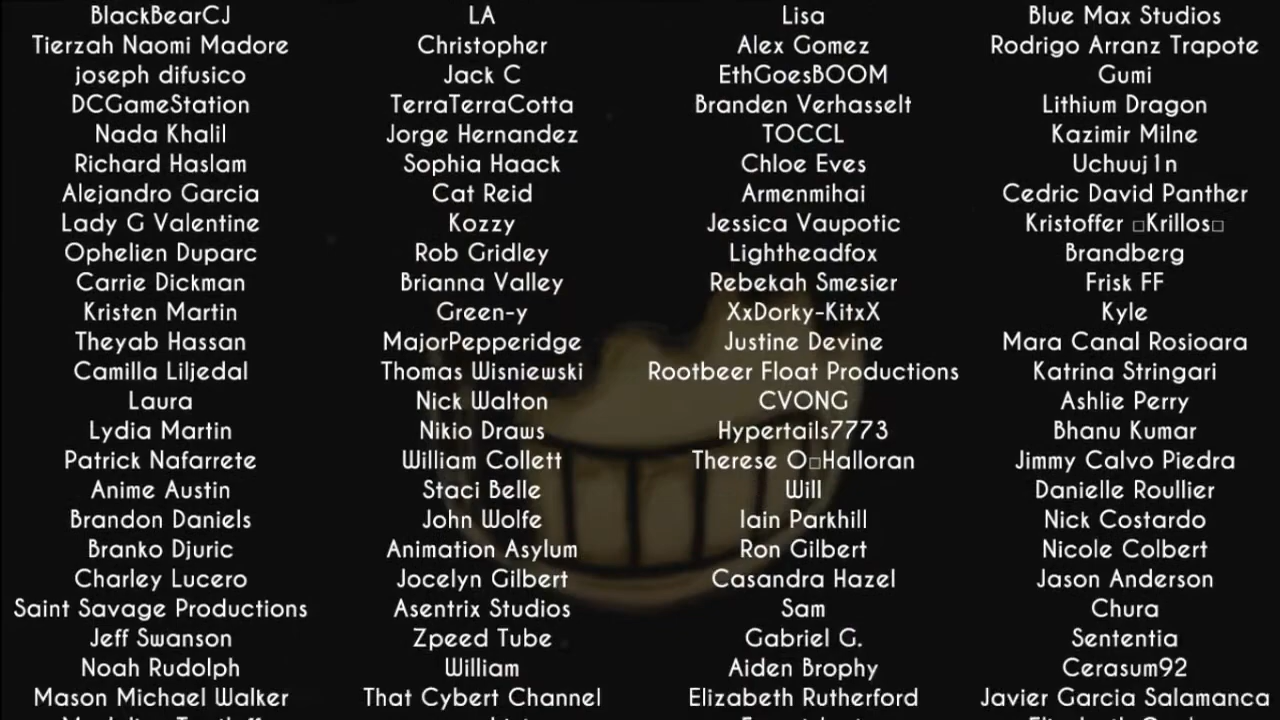 BlackBearCJ
Tierzah Naomi Madore
joseph difusico
DCGameStation
Nada Khalil
Richard Haslam
Alejandro Garcia
Lady G Valentine
Ophelien Duparc
Carrie Dickman
Kristen Martin
Theyab Hassan
Camilla Liljedal
Laura
Lydia Martin
Patrick Nafarrete
Anime Austin
Brandon Daniels
Branko Djuric
Charley Lucero
Saint Savage Productions
Jeff Swanson
Noah Rudolph
Mason Michael Walker
LA
Christopher
Jack C
TerraTerraCotta
Jorge Hernandez
Sophia Haack
Cat Reid
Kozzy
Rob Gridley
Brianna Valley
Green-y
MajorPepperidge
Thomas Wisniewski
Nick Walton
Nikio Draws
William Collett
Staci Belle
John Wolfe
Animation Asylum
Jocelyn Gilbert
Asentrix Studios
Zpeed Tube
William
That Cybert Channel
Lisa
Alex Gomez
EthGoesBOOM
Branden Verhasselt
TOCCL
Chloe Eves
Armenmihai
Jessica Vaupotic
Lightheadfox
Rebekah Smesier
XxDorky-KitxX
Justine Devine
Rootbeer Float Productions
CVONG
Hypertails7773
Therese O□Halloran
Will
Iain Parkhill
Ron Gilbert
Casandra Hazel
Sam
Gabriel G.
Aiden Brophy
Elizabeth Rutherford
Blue Max Studios
Rodrigo Arranz Trapote
Gumi
Lithium Dragon
Kazimir Milne
Uchuuj1n
Cedric David Panther
Kristoffer □Krillos□
Brandberg
Frisk FF
Kyle
Mara Canal Rosioara
Katrina Stringari
Ashlie Perry
Bhanu Kumar
Jimmy Calvo Piedra
Danielle Roullier
Nick Costardo
Nicole Colbert
Jason Anderson
Chura
Sententia
Cerasum92
Javier Garcia Salamanca